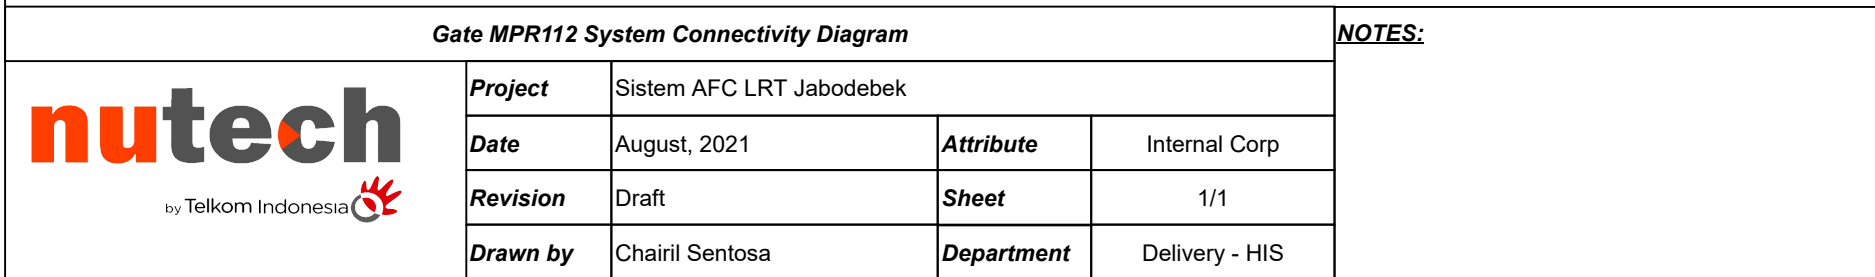 Gate MPR112 System Connectivity Diagram
NOTES:
nutech
by Telkom Indonesia
Project Sistem AFC LRT Jabodebek
Date August, 2021 Attribute Internal Corp
Revision Draft Sheet 1/1
Drawn by Chairil Sentosa Department Delivery - HIS